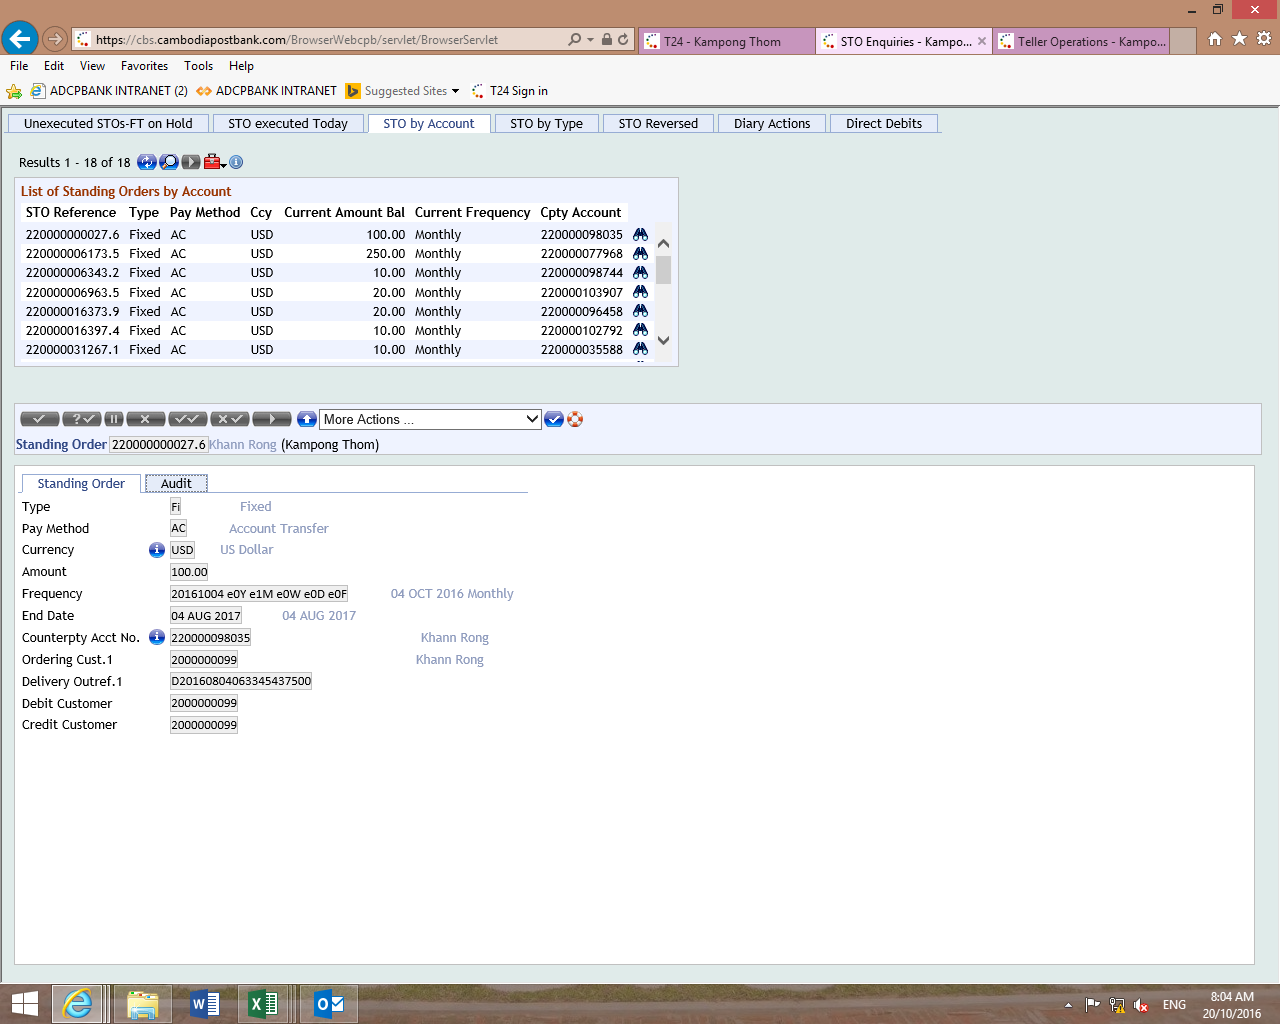 https://cbs.cambodiapostbank.com/BrowserWebcpb/servlet/BrowserServlet
T24 - Kampong Thom
STO Enquiries - Kampo...
Teller Operations - Kampo...
File Edit View Favorites Tools Help
ADCPBANK INTRANET (2) ADCPBANK INTRANET Suggested Sites T24 Sign in
Unexecuted STOs-FT on Hold STO executed Today STO by Account STO by Type STO Reversed Diary Actions Direct Debits
Results 1 - 18 of 18
List of Standing Orders by Account
STO Reference Type Pay Method Ccy Current Amount Bal Current Frequency Cpty Account
220000000027.6 Fixed AC USD 100.00 Monthly 220000098035
220000006173.5 Fixed AC USD 250.00 Monthly 220000077968
220000006343.2 Fixed AC USD 10.00 Monthly 220000098744
220000006963.5 Fixed AC USD 20.00 Monthly 220000103907
220000016373.9 Fixed AC USD 20.00 Monthly 220000096458
220000016397.4 Fixed AC USD 10.00 Monthly 220000102792
220000031267.1 Fixed AC USD 10.00 Monthly 220000035588
More Actions ...
Standing Order 220000000027.6 Khann Rong (Kampong Thom)
Standing Order Audit
Type Fi Fixed
Pay Method AC Account Transfer
Currency USD US Dollar
Amount 100.00
Frequency 20161004 e0Y e1M e0W e0D e0F 04 OCT 2016 Monthly
End Date 04 AUG 2017 04 AUG 2017
Counterpty Acct No. 220000098035 Khann Rong
Ordering Cust.1 2000000099 Khann Rong
Delivery Outref.1 D20160804063345437500
Debit Customer 2000000099
Credit Customer 2000000099
ENG
8:04 AM
20/10/2016